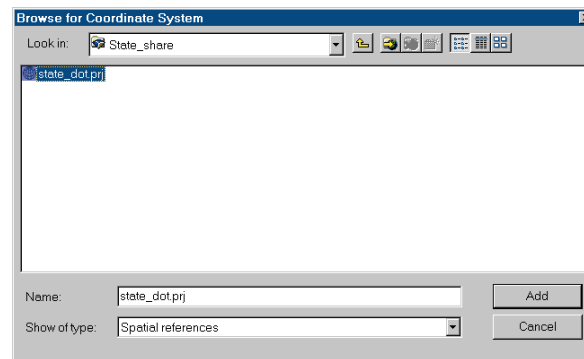 Browse for Coordinate System
Look in: State_share
state_dot.prj
Name: state_dot.prj Add
Show of type: Spatial references Cancel